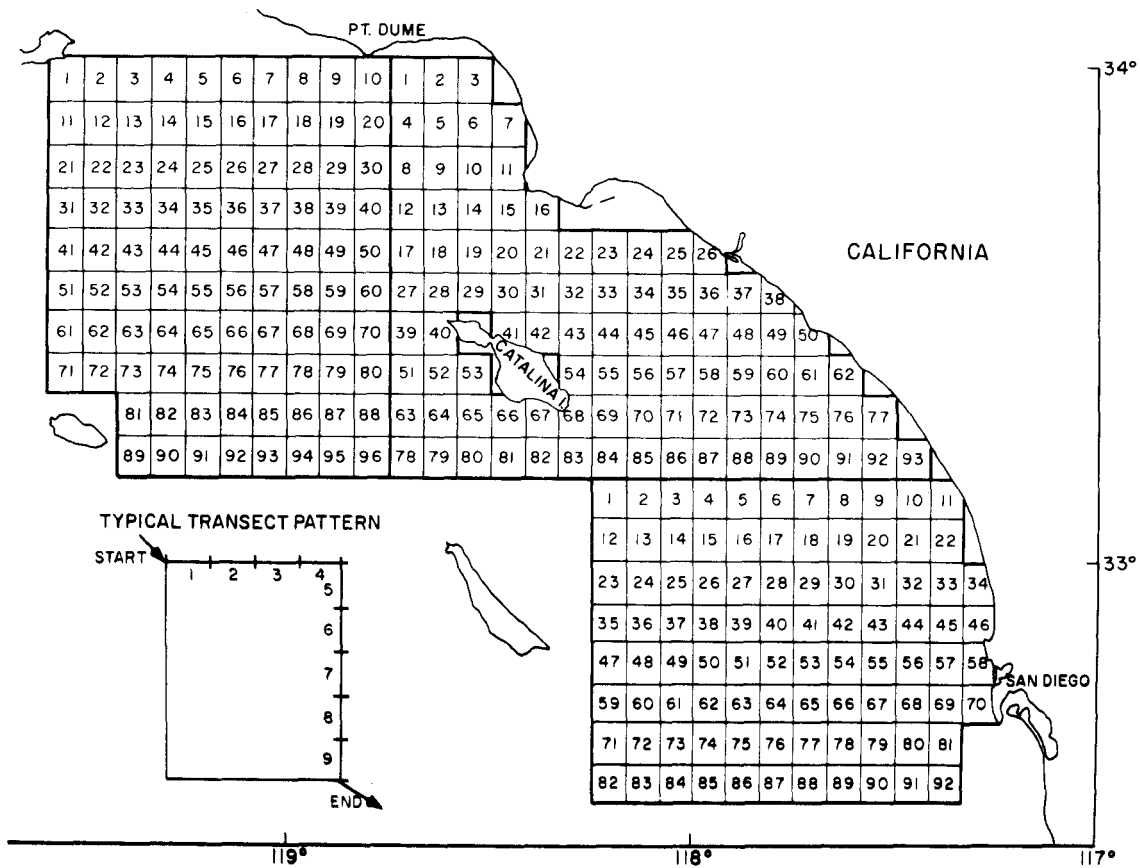 PT. DUME
34°
1 2 3 4 5 6 7 8 9 10 1 2 3
11 12 13 14 15 16 17 18 19 20 4 5 6 7
21 22 23 24 25 26 27 28 29 30 8 9 10 11
31 32 33 34 35 36 37 38 39 40 12 13 14 15 16
41 42 43 44 45 46 47 48 49 50 17 18 19 20 21 22 23 24 25 26
CALIFORNIA
51 52 53 54 55 56 57 58 59 60 27 28 29 30 31 32 33 34 35 36 37 38
61 62 63 64 65 66 67 68 69 70 39 40 41 42 43 44 45 46 47 48 49 50
CATALINA I.
71 72 73 74 75 76 77 78 79 80 51 52 53 54 55 56 57 58 59 60 61 62
81 82 83 84 85 86 87 88 63 64 65 66 67 68 69 70 71 72 73 74 75 76 77
89 90 91 92 93 94 95 96 78 79 80 81 82 83 84 85 86 87 88 89 90 91 92 93
1 2 3 4 5 6 7 8 9 10 11
12 13 14 15 16 17 18 19 20 21 22
33°
23 24 25 26 27 28 29 30 31 32 33 34
35 36 37 38 39 40 41 42 43 44 45 46
47 48 49 50 51 52 53 54 55 56 57 58
SAN DIEGO
59 60 61 62 63 64 65 66 67 68 69 70
71 72 73 74 75 76 77 78 79 80 81
82 83 84 85 86 87 88 89 90 91 92
TYPICAL TRANSECT PATTERN
START
1 2 3 4
5
6
7
8
9
END
119° 118° 117°